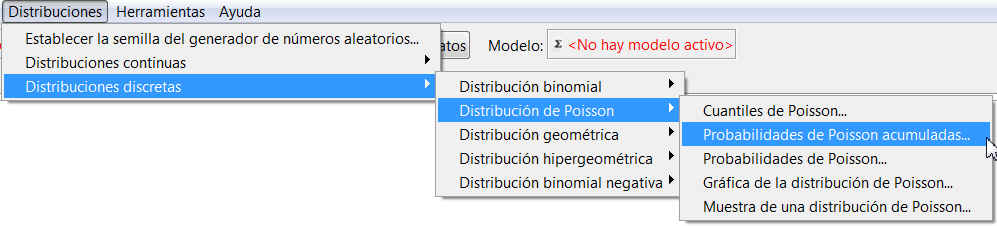 Distribuciones Herramientas Ayuda
Establecer la semilla del generador de números aleatorios...
atos Modelo: Σ <No hay modelo activo>
Distribuciones continuas
Distribuciones discretas
Distribución binomial
Distribución de Poisson
Distribución geométrica
Distribución hipergeométrica
Distribución binomial negativa
Cuantiles de Poisson...
Probabilidades de Poisson acumuladas...
Probabilidades de Poisson...
Gráfica de la distribución de Poisson...
Muestra de una distribución de Poisson...